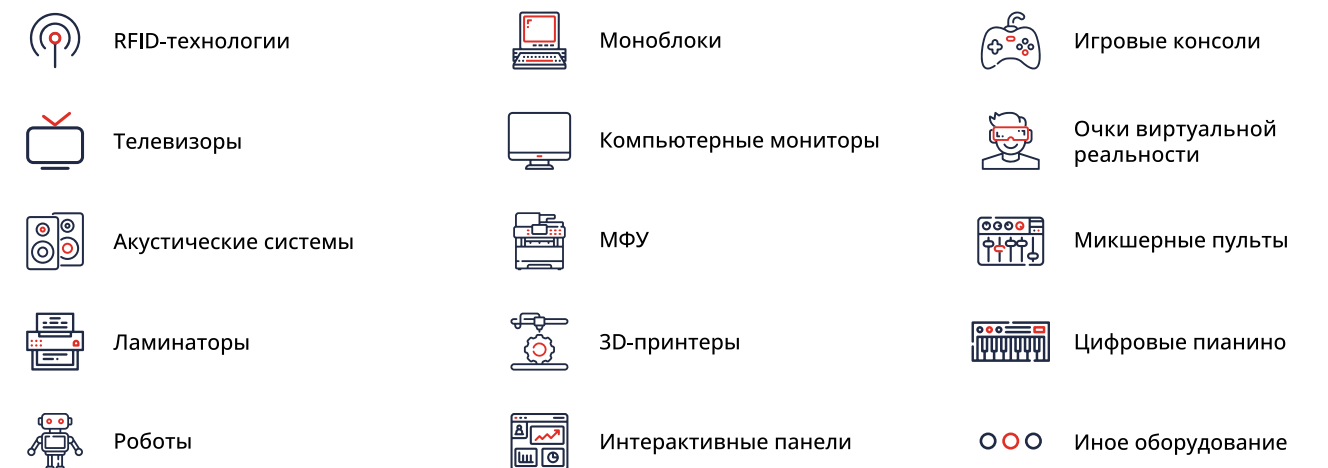 RFID-технологии
Моноблоки
Игровые консоли
Телевизоры
Компьютерные мониторы
Очки виртуальной
реальности
Акустические системы
МФУ
Микшерные пульты
Ламинаторы
3D-принтеры
Цифровые пианино
Роботы
Интерактивные панели
Иное оборудование